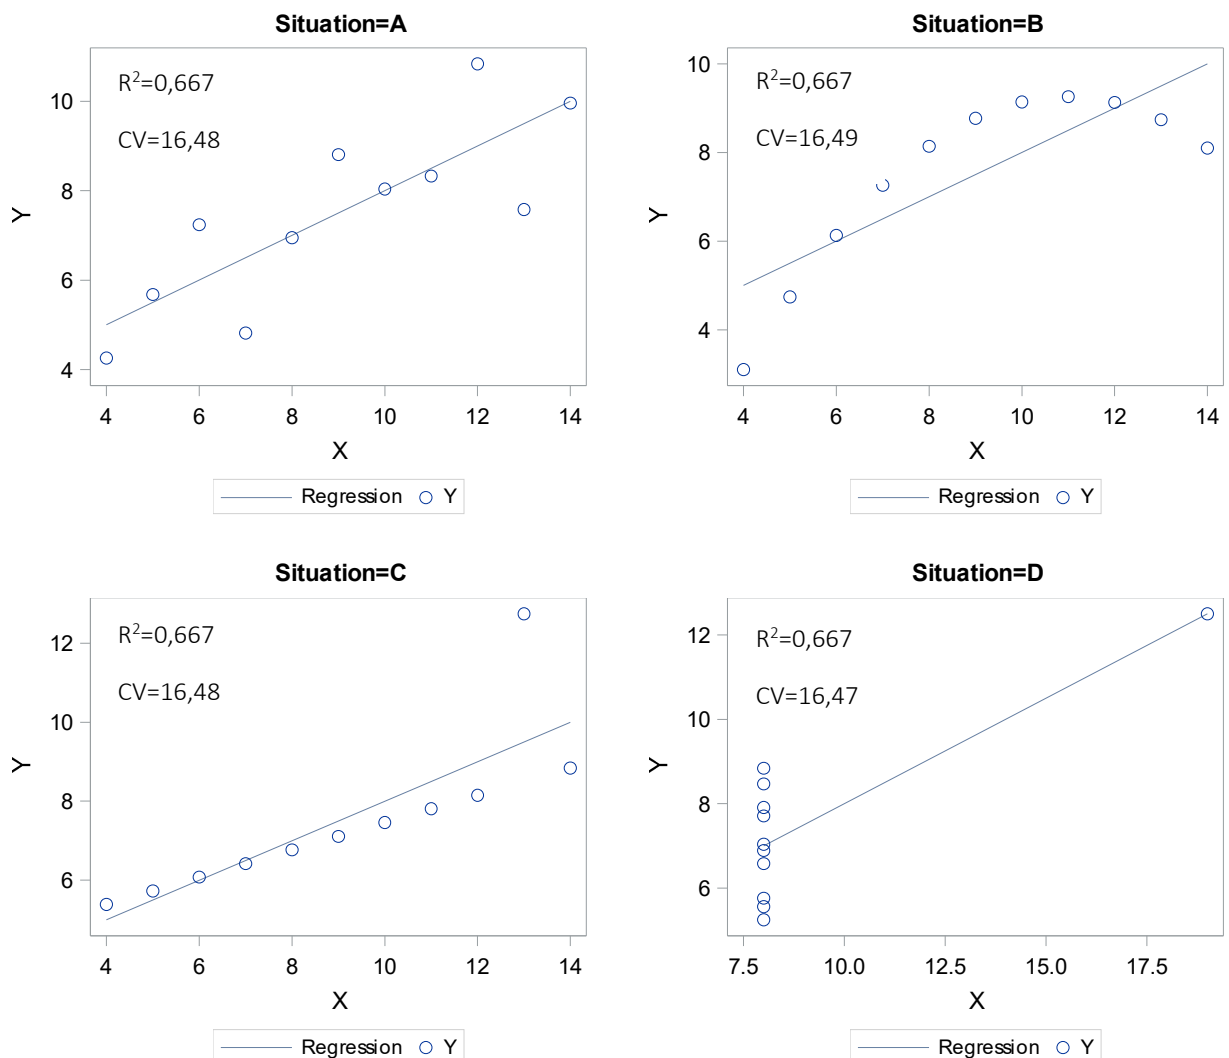 Situation=A
R²=0,667
CV=16,48
10
8
6
4
Y
4 6 8 10 12 14
X
Regression Y
Situation=B
R²=0,667
CV=16,49
10
8
6
4
Y
4 6 8 10 12 14
X
Regression Y
Situation=C
R²=0,667
CV=16,48
12
10
8
6
Y
4 6 8 10 12 14
X
Regression Y
Situation=D
R²=0,667
CV=16,47
12
10
8
6
Y
7.5 10.0 12.5 15.0 17.5
X
Regression Y